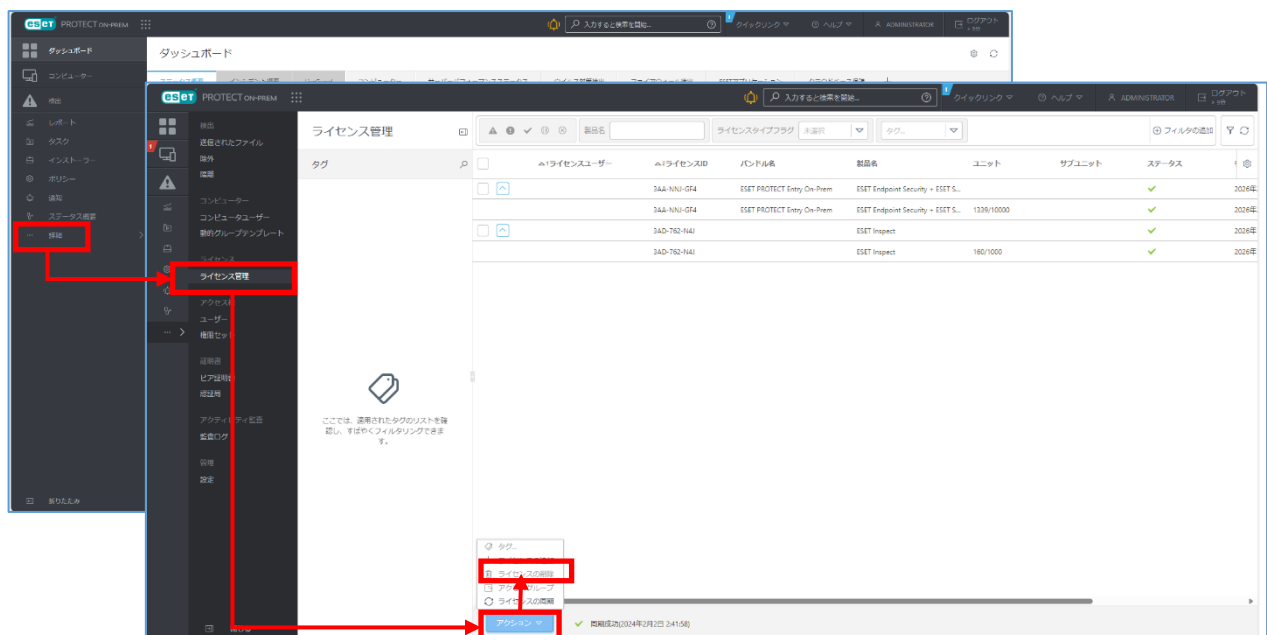 eset PROTECT ON-PREM
入力すると検索を開始...
クイックリンク
ヘルプ
ADMINISTRATOR
ログアウト
ダッシュボード
ダッシュボード
コンピューター
検出
レポート
タスク
インストーラー
ポリシー
通知
ステータス概要
詳細
折りたたみ
eset PROTECT ON-PREM
入力すると検索を開始...
クイックリンク
ヘルプ
ADMINISTRATOR
ログアウト
検出
送信されたファイル
除外
隔離
コンピューター
コンピュータユーザー
動的グループテンプレート
ライセンス
ライセンス管理
アクセス権
ユーザー
権限セット
証明書
ピア証明書
認証局
アクティビティ監査
監査ログ
管理
設定
ライセンス管理
タグ
ここでは、適用されたタグのリストを確
認し、すばやくフィルタリングできま
す。
製品名
ライセンスタイプフラグ 未選択
タグ...
フィルタの追加
ライセンスユーザー ライセンスID バンドル名 製品名 ユニット サブユニット ステータス
3AA-NNJ-GF4 ESET PROTECT Entry On-Prem ESET Endpoint Security + ESET S... 2026年
3AA-NNJ-GF4 ESET PROTECT Entry On-Prem ESET Endpoint Security + ESET S... 1339/10000 2026年
3AD-762-N4J ESET Inspect 2026年
3AD-762-N4J ESET Inspect 160/1000 2026年
タグ...
ライセンスの削除
アクセスグループ
ライセンスの同期
アクション
同期成功(2024年2月2日 2:41:58)